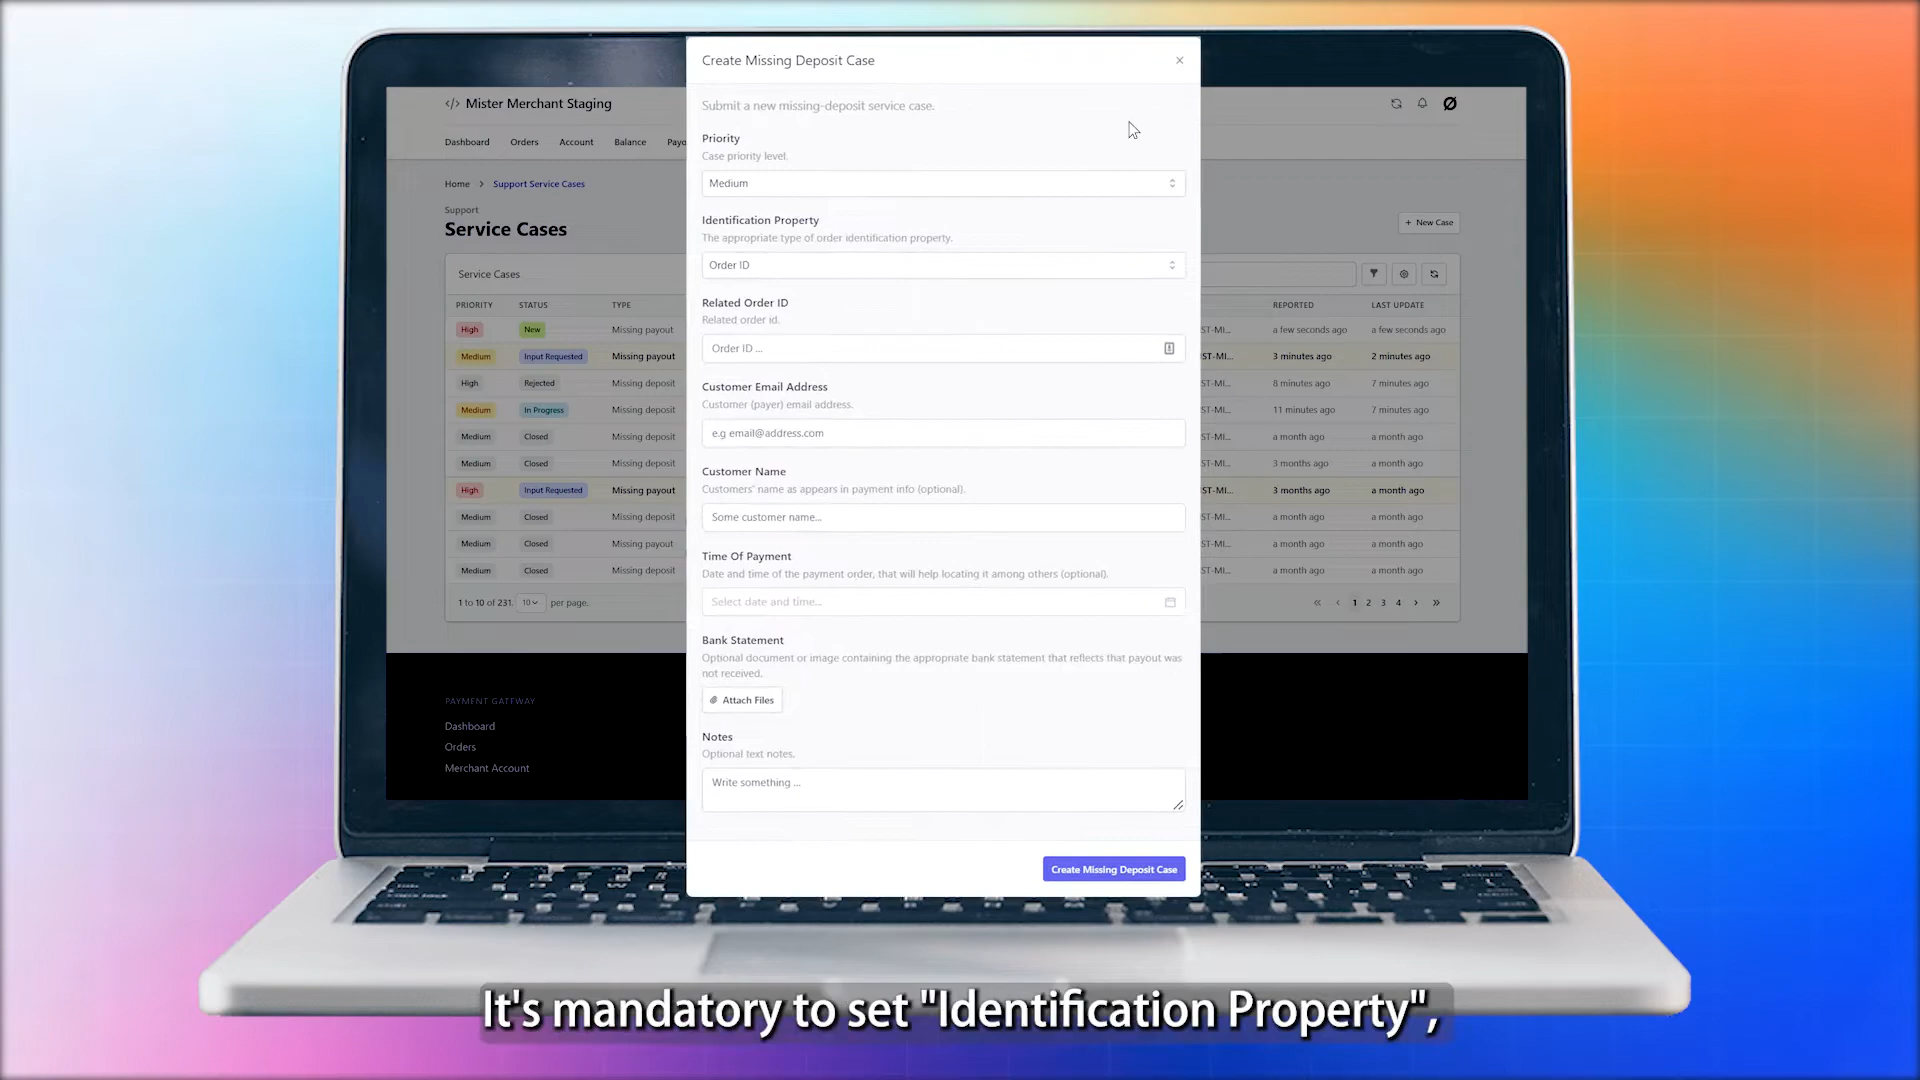 Create Missing Deposit Case
Submit a new missing-deposit service case.
Priority
Case priority level.
Medium
Identification Property
The appropriate type of order identification property.
Order ID
Related Order ID
Related order id.
Order ID ...
Customer Email Address
Customer (payer) email address.
e.g email@address.com
Customer Name
Customers' name as appears in payment info (optional).
Some customer name...
Time Of Payment
Date and time of the payment order, that will help locating it among others (optional).
Select date and time...
Bank Statement
Optional document or image containing the appropriate bank statement that reflects that payout was
not received.
Attach Files
Notes
Optional text notes.
Write something ...
Create Missing Deposit Case
</> Mister Merchant Staging
Dashboard Orders Account Balance Payo
Home > Support Service Cases
Support
Service Cases
+ New Case
Service Cases
PRIORITY STATUS TYPE REPORTED LAST UPDATE
High New Missing payout ST-MI... a few seconds ago a few seconds ago
Medium Input Requested Missing payout ST-MI... 3 minutes ago 2 minutes ago
High Rejected Missing deposit ST-MI... 8 minutes ago 7 minutes ago
Medium In Progress Missing deposit ST-MI... 11 minutes ago 7 minutes ago
Medium Closed Missing deposit ST-MI... a month ago a month ago
Medium Closed Missing deposit ST-MI... 3 months ago a month ago
High Input Requested Missing payout ST-MI... 3 months ago a month ago
Medium Closed Missing deposit ST-MI... a month ago a month ago
Medium Closed Missing payout ST-MI... a month ago a month ago
Medium Closed Missing deposit ST-MI... a month ago a month ago
1 to 10 of 231. 10 per page. « ‹ 1 2 3 4 › »
PAYMENT GATEWAY
Dashboard
Orders
Merchant Account
It's mandatory to set "Identification Property",